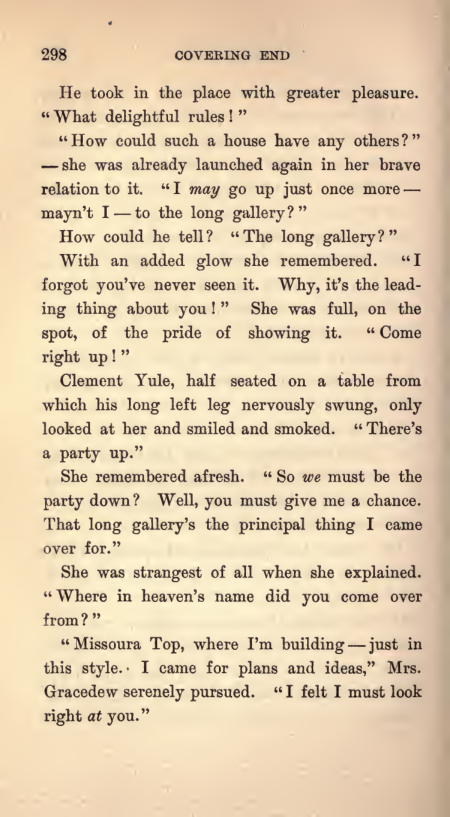 298 COVERING END
He took in the place with greater pleasure.
“What delightful rules!”
“How could such a house have any others?”
— she was already launched again in her brave
relation to it. “I may go up just once more —
mayn't I — to the long gallery?”
How could he tell? “The long gallery?”
With an added glow she remembered. “I
forgot you've never seen it. Why, it's the lead-
ing thing about you!” She was full, on the
spot, of the pride of showing it. “Come
right up!”
Clement Yule, half seated on a table from
which his long left leg nervously swung, only
looked at her and smiled and smoked. “There's
a party up.”
She remembered afresh. “So we must be the
party down? Well, you must give me a chance.
That long gallery's the principal thing I came
over for.”
She was strangest of all when she explained.
“Where in heaven's name did you come over
from?”
“Missoura Top, where I'm building — just in
this style. I came for plans and ideas,” Mrs.
Gracedew serenely pursued. “I felt I must look
right at you.”